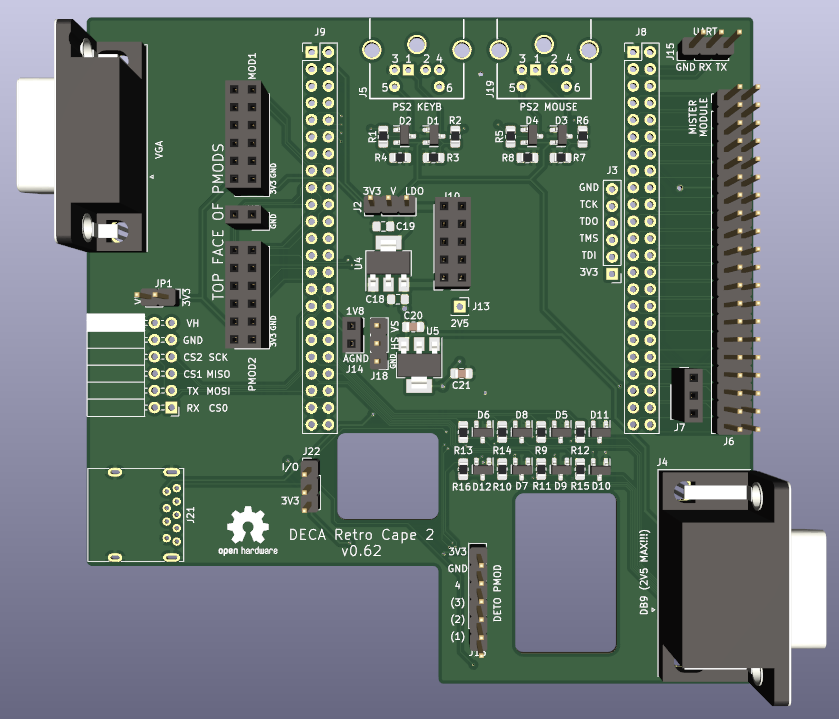 J9
J8
UART
J15
GND RX TX
MOD1
3 1 2 4
5 6
J5
PS2 KEYB
3 1 2 4
5 6
J19
PS2 MOUSE
MISTER
MODULE
VGA
R1
D2
D1
R2
R4
R3
R5
D4
D3
R6
R8
R7
J3
GND
TCK
TDO
TMS
TDI
3V3
3V3 GND
GND
TOP FACE OF PMODS
3V3 V LDO
J2
C19
U4
C18
J13
2V5
JP1
V
3V3
3V3 GND
PMOD2
VH
GND
CS2 SCK
CS1 MISO
TX MOSI
RX CS0
1V8
AGND
J14
GND HS VS
J18
C20
U5
C21
J7
J6
D6
D8
D5
D11
R13
R14
R9
R12
R16 D12 R10 D7 R11 D9 R15 D10
J4
J22
I/O
3V3
J21
open hardware
DECA Retro Cape 2
v0.62
3V3
GND
4
(3)
(2)
(1)
DETO PMOD
DB9 (2V5 MAX!!!)